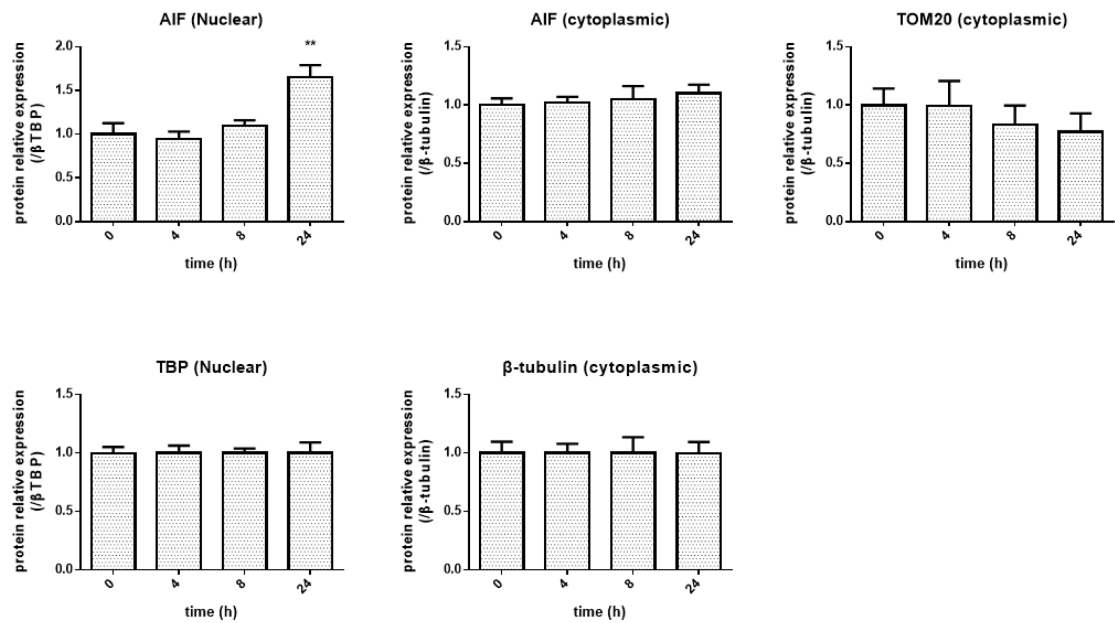 AIF (Nuclear)
protein relative expression
(/βTBP)
2.0
1.5
1.0
0.5
0.0
**
0
4
8
24
time (h)
AIF (cytoplasmic)
protein relative expression
(/β-tubulin)
1.5
1.0
0.5
0.0
0
4
8
24
time (h)
TOM20 (cytoplasmic)
protein relative expression
(/β-tubulin)
1.5
1.0
0.5
0.0
0
4
8
24
time (h)
TBP (Nuclear)
protein relative expression
(/βTBP)
1.5
1.0
0.5
0.0
0
4
8
24
time (h)
β-tubulin (cytoplasmic)
protein relative expression
(/β-tubulin)
1.5
1.0
0.5
0.0
0
4
8
24
time (h)